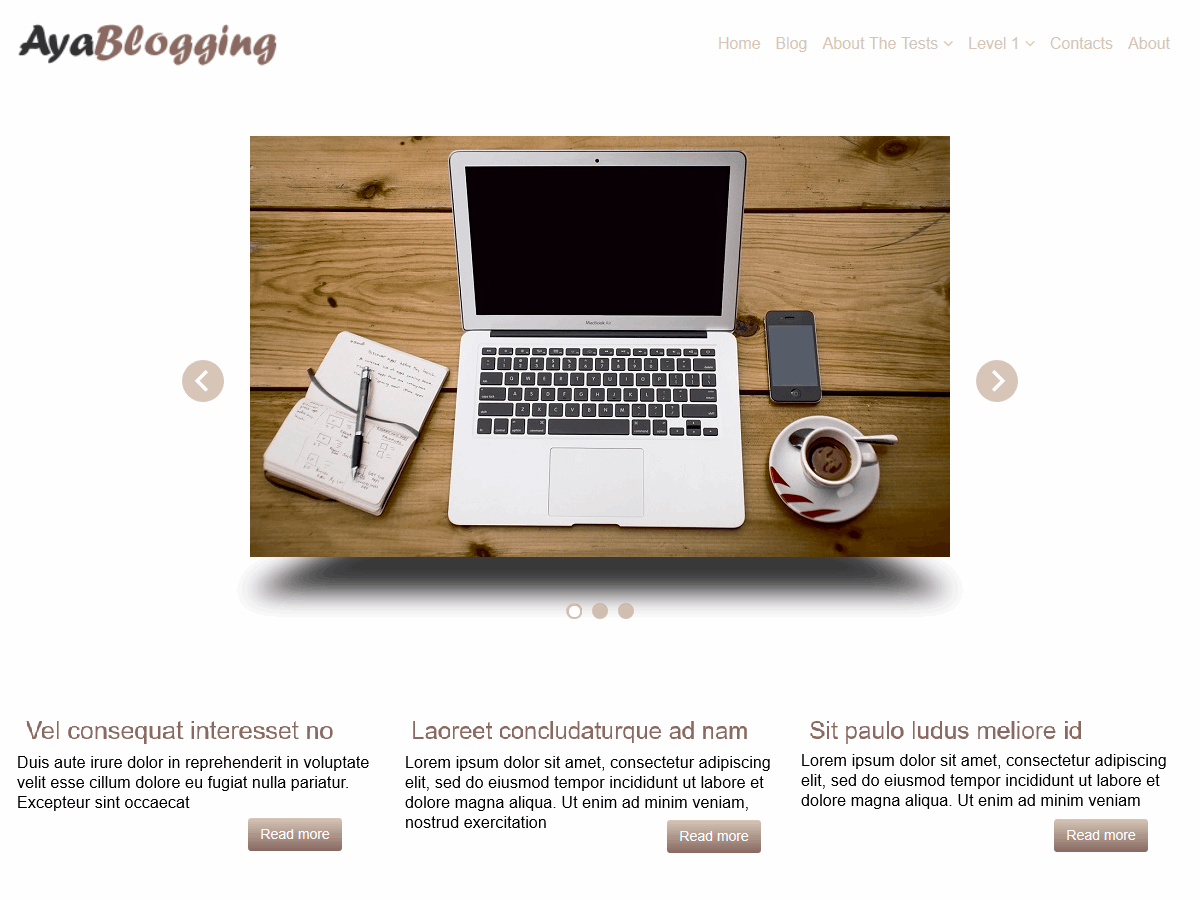 AyaBlogging
Home Blog About The Tests Level 1 Contacts About
Macbook Air
Vel consequat interesset no
Duis aute irure dolor in reprehenderit in voluptate
velit esse cillum dolore eu fugiat nulla pariatur.
Excepteur sint occaecat
Read more
Laoreet concludaturque ad nam
Lorem ipsum dolor sit amet, consectetur adipiscing
elit, sed do eiusmod tempor incididunt ut labore et
dolore magna aliqua. Ut enim ad minim veniam,
nostrud exercitation
Read more
Sit paulo ludus meliore id
Lorem ipsum dolor sit amet, consectetur adipiscing
elit, sed do eiusmod tempor incididunt ut labore et
dolore magna aliqua. Ut enim ad minim veniam
Read more